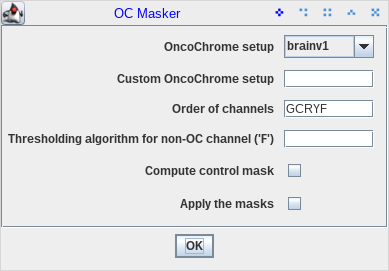 OC Masker
OncoChrome setup brainv1
Custom OncoChrome setup
Order of channels GCRYF
Thresholding algorithm for non-OC channel ('F')
Compute control mask
Apply the masks
OK